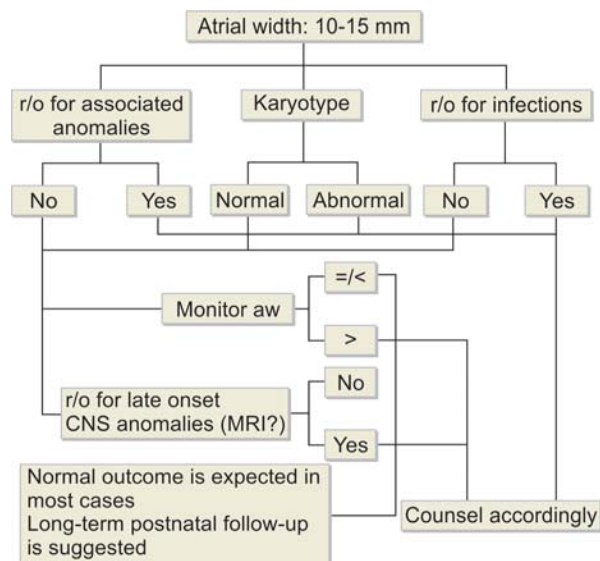 Atrial width: 10-15 mm
r/o for associated
anomalies
Karyotype
r/o for infections
No
Yes
Normal
Abnormal
No
Yes
Monitor aw
=/<
>
r/o for late onset
CNS anomalies (MRI?)
No
Yes
Normal outcome is expected in
most cases
Long-term postnatal follow-up
is suggested
Counsel accordingly